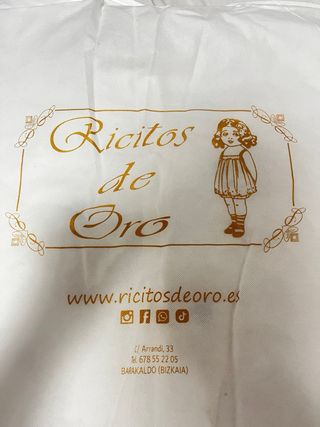 Ricitos
de
Oro
www.ricitosdeoro.es
C/ Arrandi, 33
Tel. 678 55 22 05
BARAKALDO (BIZKAIA)